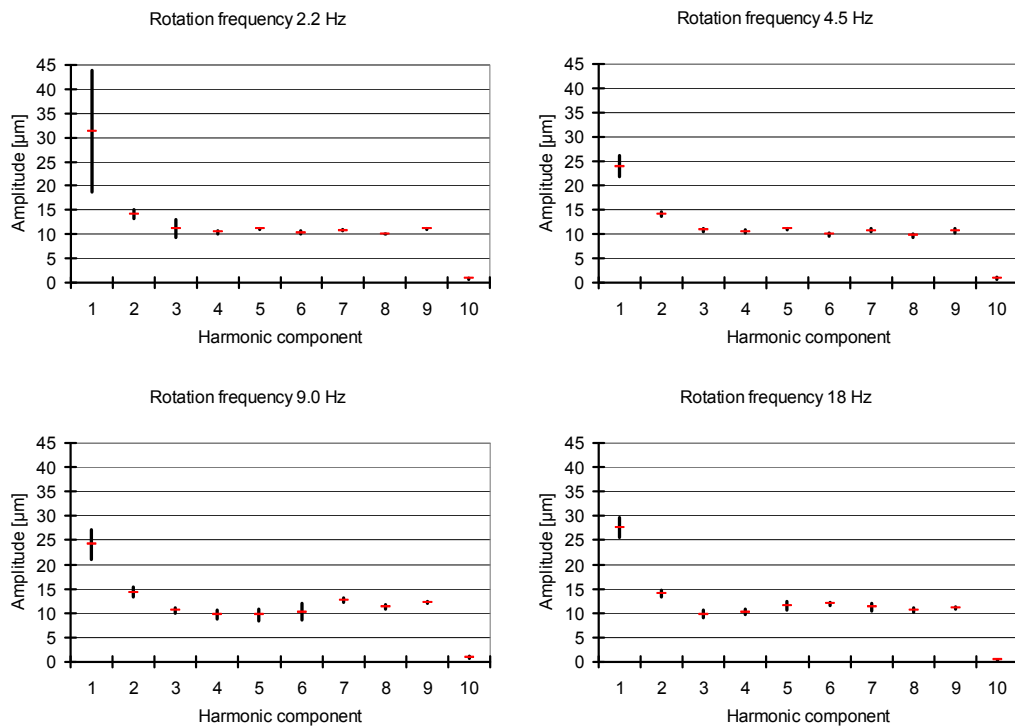 Rotation frequency 2.2 Hz
45
40
35
30
25
20
15
10
5
0
Amplitude [µm]
1 2 3 4 5 6 7 8 9 10
Harmonic component
Rotation frequency 4.5 Hz
45
40
35
30
25
20
15
10
5
0
Amplitude [µm]
1 2 3 4 5 6 7 8 9 10
Harmonic component
Rotation frequency 9.0 Hz
45
40
35
30
25
20
15
10
5
0
Amplitude [µm]
1 2 3 4 5 6 7 8 9 10
Harmonic component
Rotation frequency 18 Hz
45
40
35
30
25
20
15
10
5
0
Amplitude [µm]
1 2 3 4 5 6 7 8 9 10
Harmonic component